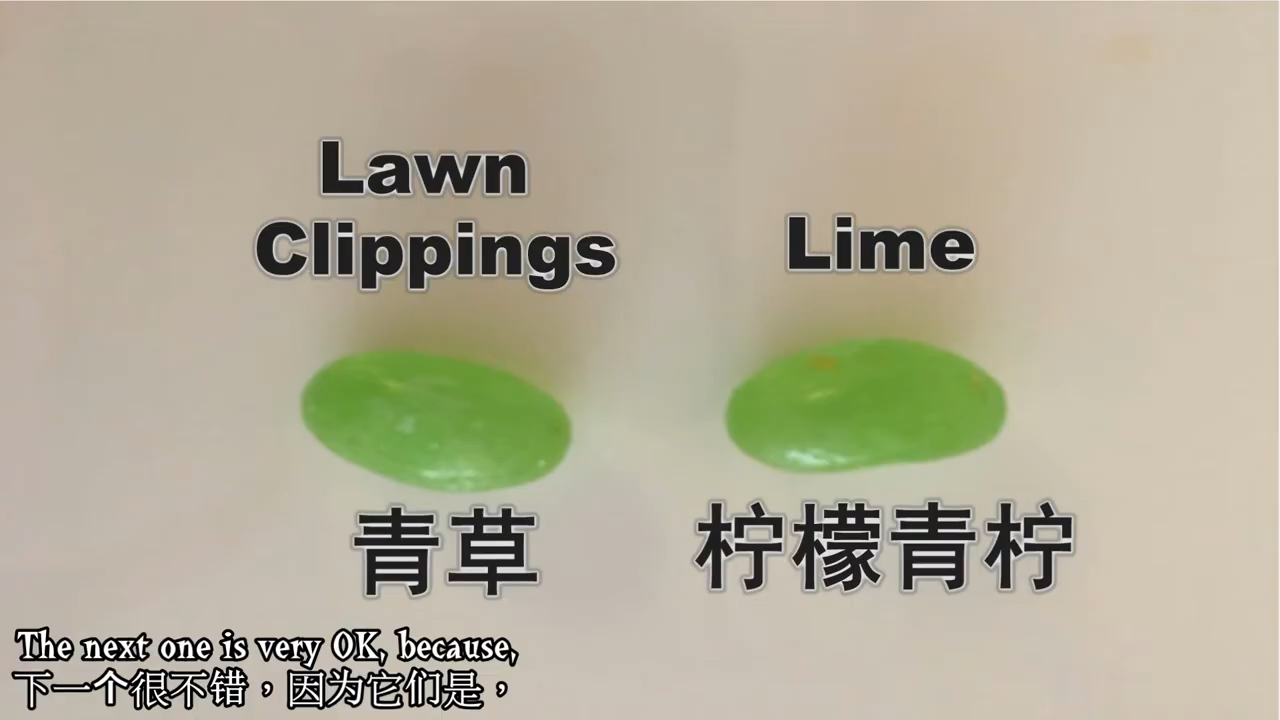 Lawn
Clippings
Lime
青草
柠檬青柠
The next one is very OK, because,
下一个很不错，因为它们是，